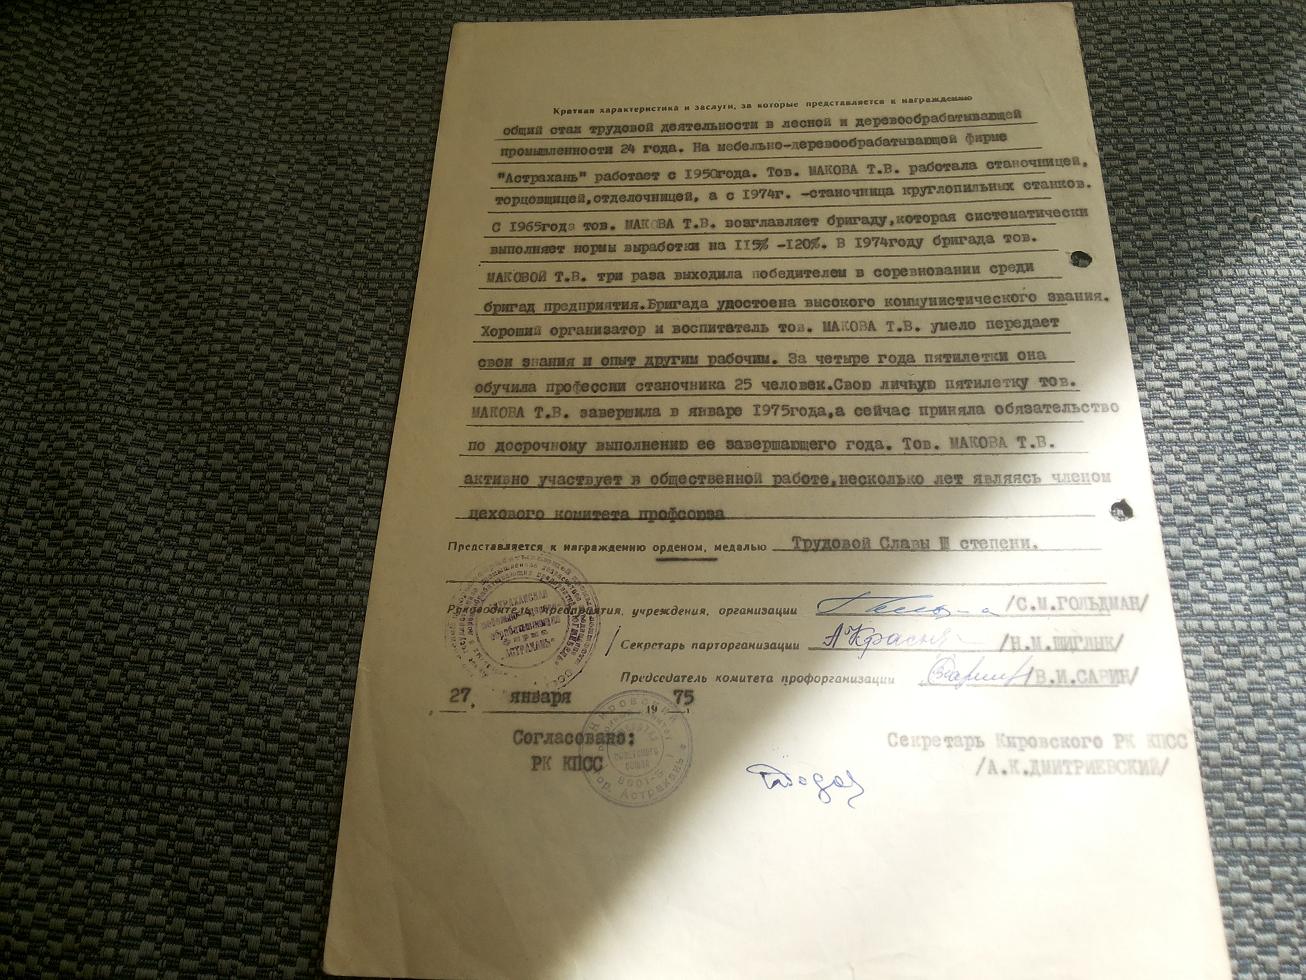 Краткая характеристика и заслуги, за которые представляется к награждению
общий стаж трудовой деятельности в лесной и деревообрабатывающей
промышленности 24 года. На мебельно-деревообрабатывающей фирме
"Астрахань" работает с 1950года. Тов. МАКОВА Т.В. работала станочницей,
торцовщицей,отделочницей, а с 1974г. -станочница круглопильных станков.
С 1965года тов. МАКОВА Т.В. возглавляет бригаду,которая систематически
выполняет нормы выработки на 115% -120%. В 1974году бригада тов.
МАКОВОЙ Т.В. три раза выходила победителем в соревновании среди
бригад предприятия.Бригада удостоена высокого коммунистического звания.
Хороший организатор и воспитатель тов. МАКОВА Т.В. умело передает
свои знания и опыт другим рабочим. За четыре года пятилетки она
обучила профессии станочника 25 человек.Свою личную пятилетку тов.
МАКОВА Т.В. завершила в январе 1975года,а сейчас приняла обязательство
по досрочному выполнению ее завершающего года. Тов. МАКОВА Т.В.
активно участвует в общественной работе,несколько лет являясь членом
цехового комитета профсоюза
Представляется к награждению орденом, медалью Трудовой Славы III степени.
Руководитель предприятия, учреждения, организации /С.М.ГОЛЬДМАН/
Секретарь парторганизации /Н.М.ШИГЛЫК/
Председатель комитета профорганизации /В.И.САРИН/
27 января 19 75
Согласовано: Секретарь Кировского РК КПСС
РК КПСС /А.К.ДМИТРИЕВСКИЙ/
гор. Астрахань